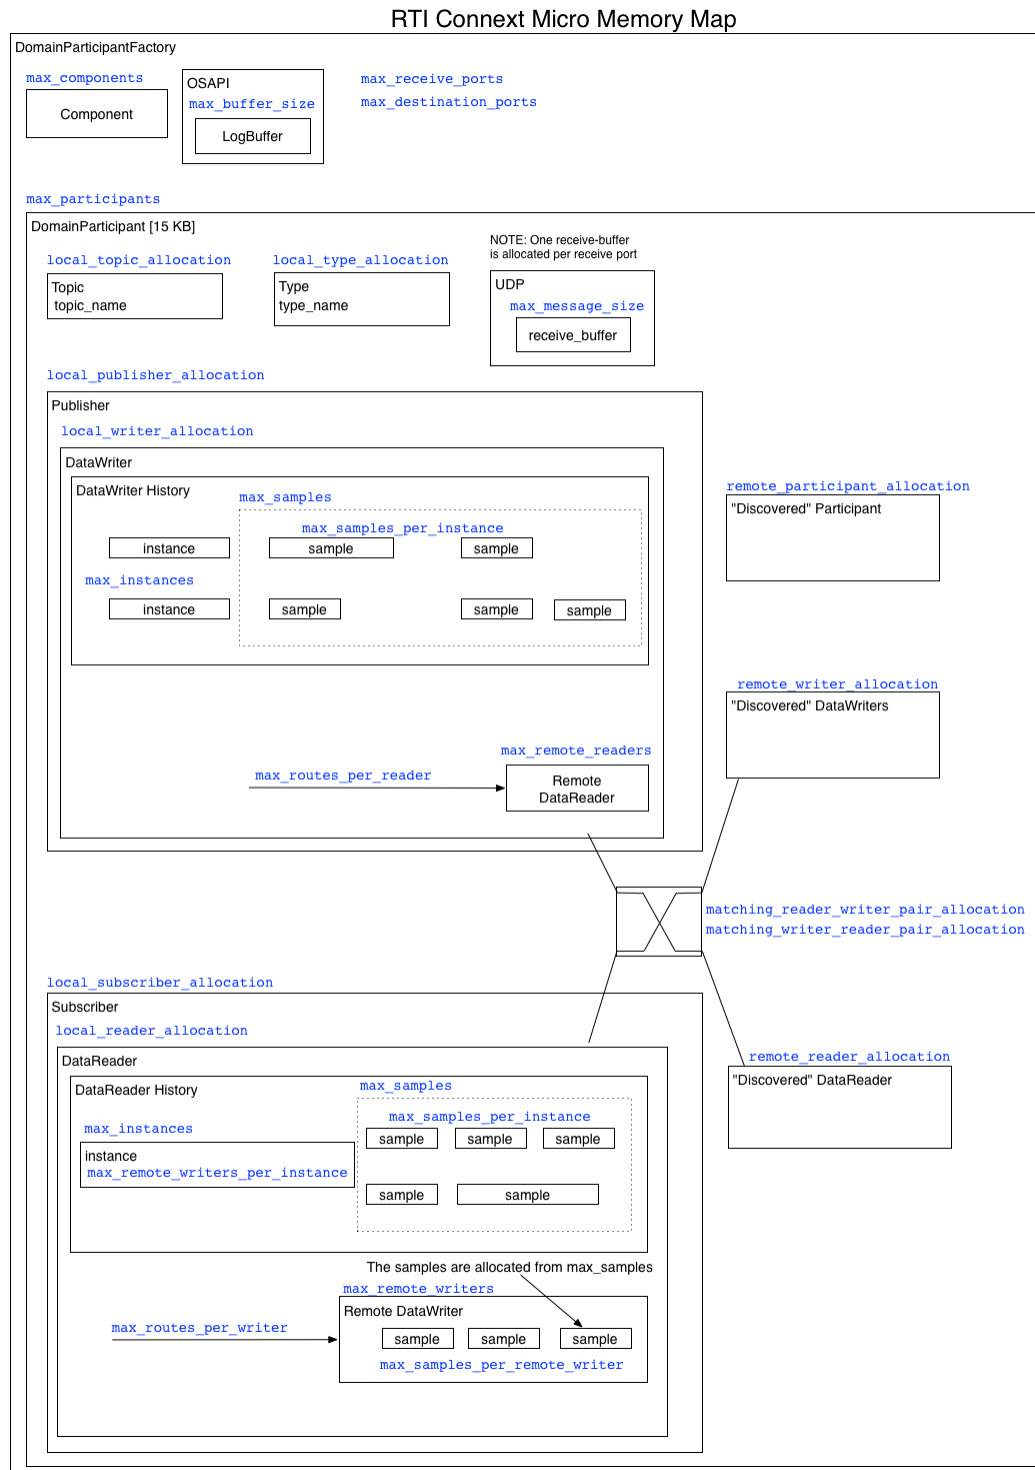 RTI Connext Micro Memory Map
DomainParticipantFactory
max_components
Component
OSAPI
max_buffer_size
LogBuffer
max_receive_ports
max_destination_ports
max_participants
DomainParticipant [15 KB]
local_topic_allocation
Topic
topic_name
local_type_allocation
Type
type_name
NOTE: One receive-buffer
is allocated per receive port
UDP
max_message_size
receive_buffer
local_publisher_allocation
Publisher
local_writer_allocation
DataWriter
DataWriter History
max_samples
max_samples_per_instance
instance
sample
sample
max_instances
instance
sample
sample
sample
remote_participant_allocation
"Discovered" Participant
remote_writer_allocation
"Discovered" DataWriters
max_remote_readers
max_routes_per_reader
Remote
DataReader
matching_reader_writer_pair_allocation
matching_writer_reader_pair_allocation
local_subscriber_allocation
Subscriber
local_reader_allocation
DataReader
DataReader History
max_samples
max_samples_per_instance
max_instances
instance
max_remote_writers_per_instance
sample
sample
sample
sample
sample
remote_reader_allocation
"Discovered" DataReader
The samples are allocated from max_samples
max_remote_writers
Remote DataWriter
max_routes_per_writer
sample
sample
sample
max_samples_per_remote_writer